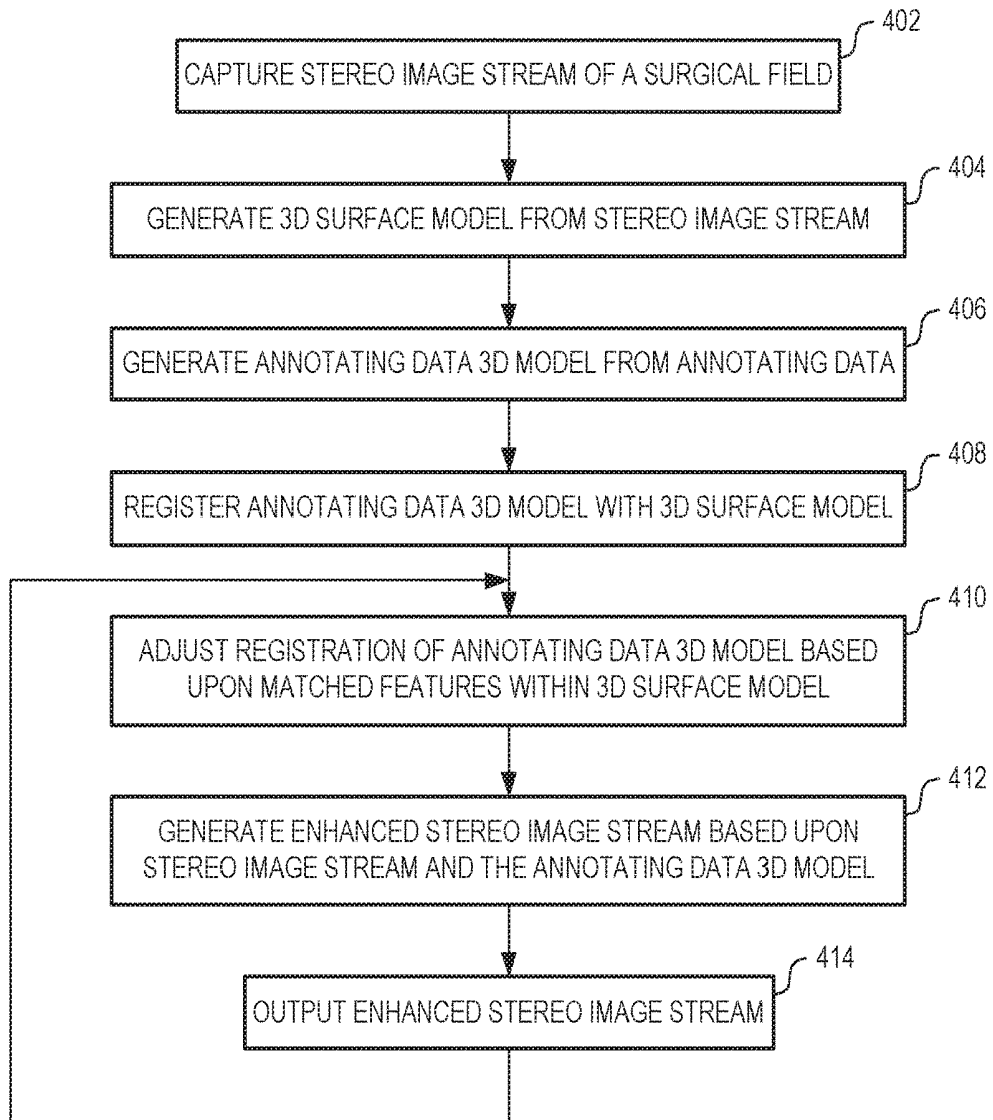 402
CAPTURE STEREO IMAGE STREAM OF A SURGICAL FIELD
404
GENERATE 3D SURFACE MODEL FROM STEREO IMAGE STREAM
406
GENERATE ANNOTATING DATA 3D MODEL FROM ANNOTATING DATA
408
REGISTER ANNOTATING DATA 3D MODEL WITH 3D SURFACE MODEL
410
ADJUST REGISTRATION OF ANNOTATING DATA 3D MODEL BASED
UPON MATCHED FEATURES WITHIN 3D SURFACE MODEL
412
GENERATE ENHANCED STEREO IMAGE STREAM BASED UPON
STEREO IMAGE STREAM AND THE ANNOTATING DATA 3D MODEL
414
OUTPUT ENHANCED STEREO IMAGE STREAM